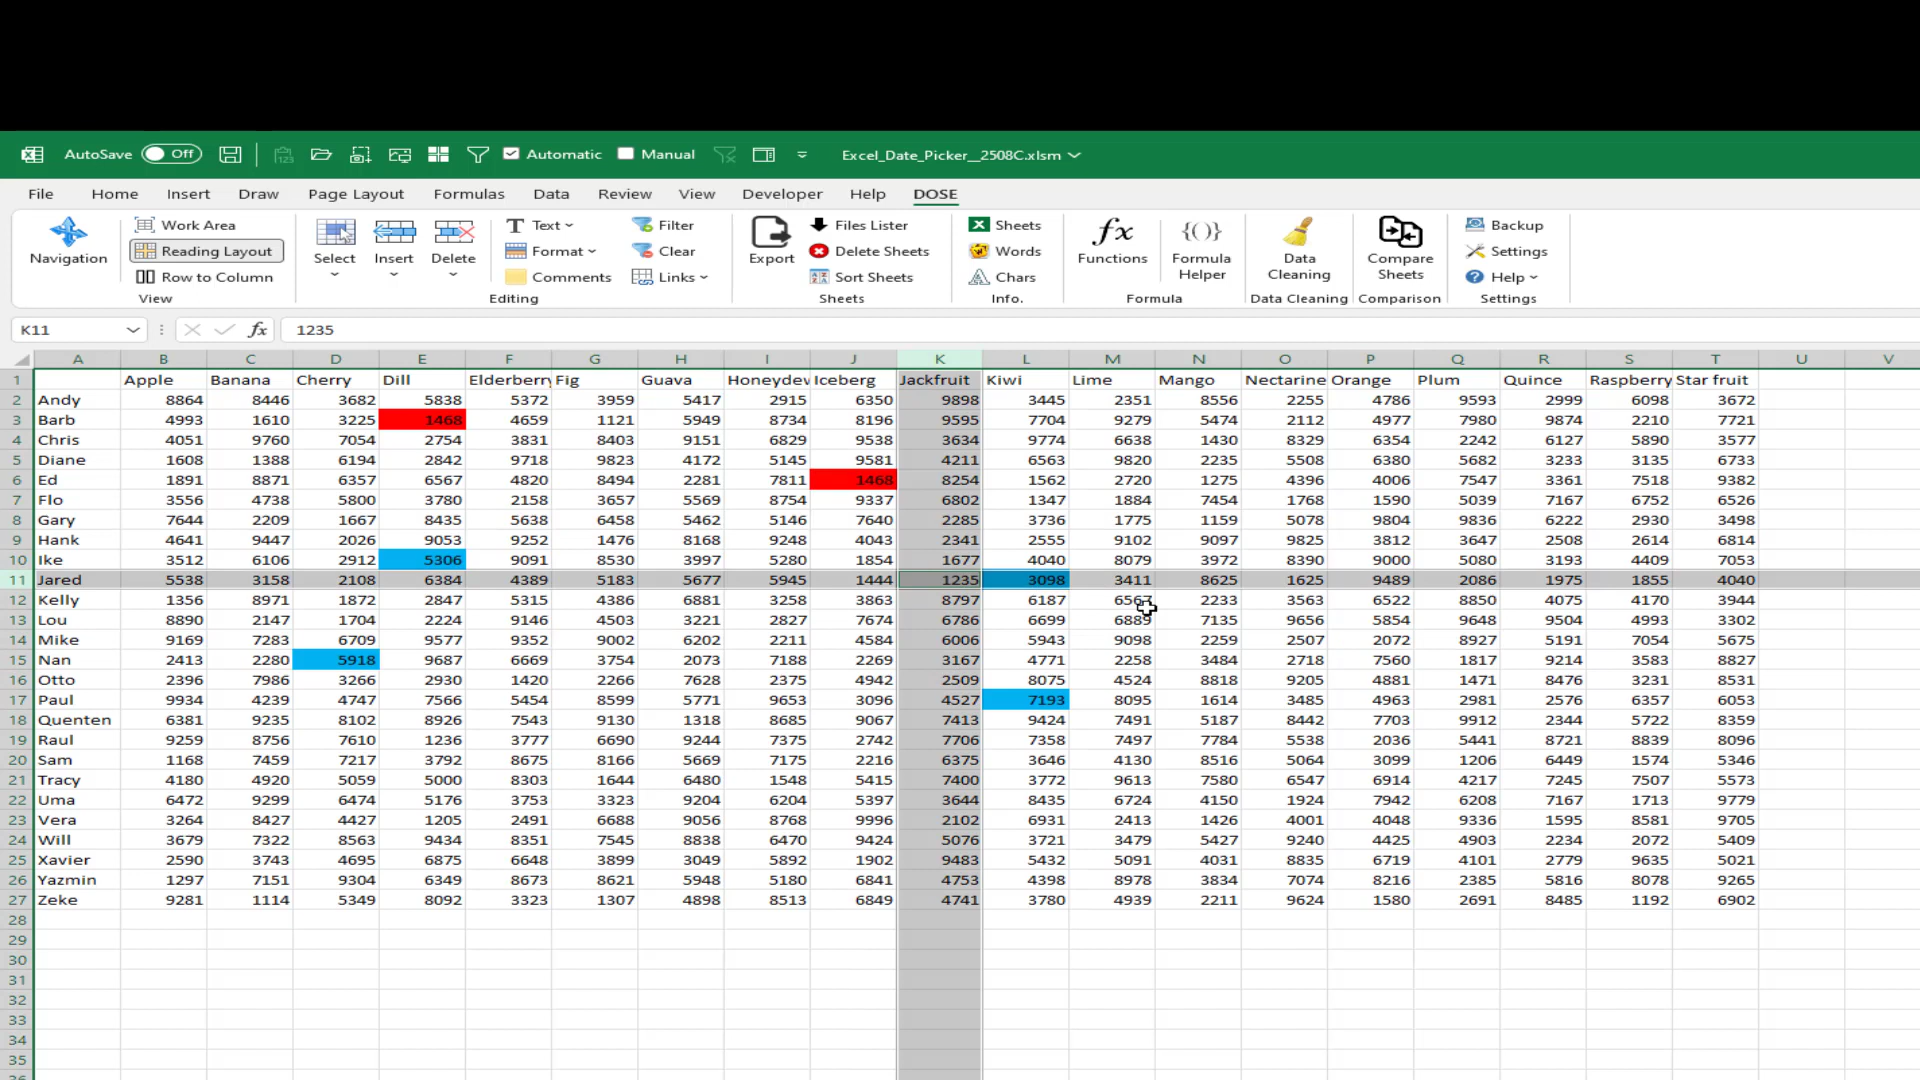 AutoSave Off 123 Automatic Manual Excel_Date_Picker__2508C.xlsm
File Home Insert Draw Page Layout Formulas Data Review View Developer Help DOSE
Work Area Text Filter Files Lister Sheets Backup
Navigation Reading Layout Select Insert Delete Format Clear Export Delete Sheets Words Functions Formula Helper Data Cleaning Compare Sheets Settings
Row to Column Comments Links Sort Sheets Chars Help
View Editing Sheets Info. Formula Data Cleaning Comparison Settings
K11 fx 1235
A B C D E F G H I J K L M N O P Q R S T U V
1 Apple Banana Cherry Dill Elderberry Fig Guava Honeydew Iceberg Jackfruit Kiwi Lime Mango Nectarine Orange Plum Quince Raspberry Star fruit
2 Andy 8864 8446 3682 5838 5372 3959 5417 2915 6350 9898 3445 2351 8556 2255 4786 9593 2999 6098 3672
3 Barb 4993 1610 3225 1468 4659 1121 5949 8734 8196 9595 7704 9279 5474 2112 4977 7980 9874 2210 7721
4 Chris 4051 9760 7054 2754 3831 8403 9151 6829 9538 3634 9774 6638 1430 8329 6354 2242 6127 5890 3577
5 Diane 1608 1388 6194 2842 9718 9823 4172 5145 9581 4211 6563 9820 2235 5508 6380 5682 3233 3135 6733
6 Ed 1891 8871 6357 6567 4820 8494 2281 7811 1468 8254 1562 2720 1275 4396 4006 7547 3361 7518 9382
7 Flo 3556 4738 5800 3780 2158 3657 5569 8754 9337 6802 1347 1884 7454 1768 1590 5039 7167 6752 6526
8 Gary 7644 2209 1667 8435 5638 6458 5462 5146 7640 2285 3736 1775 1159 5078 9804 9836 6222 2930 3498
9 Hank 4641 9447 2026 9053 9252 1476 8168 9248 4043 2341 2555 9102 9097 9825 3812 3647 2508 2614 6814
10 Ike 3512 6106 2912 5306 9091 8530 3997 5280 1854 1677 4040 8079 3972 8390 9000 5080 3193 4409 7053
11 Jared 5538 3158 2108 6384 4389 5183 5677 5945 1444 1235 3098 3411 8625 1625 9489 2086 1975 1855 4040
12 Kelly 1356 8971 1872 2847 5315 4386 6881 3258 3863 8797 6187 6567 2233 3563 6522 8850 4075 4170 3944
13 Lou 8890 2147 1704 2224 9146 4503 3221 2827 7674 6786 6699 6889 7135 9656 5854 9648 9504 4993 3302
14 Mike 9169 7283 6709 9577 9352 9002 6202 2211 4584 6006 5943 9098 2259 2507 2072 8927 5191 7054 5675
15 Nan 2413 2280 5918 9687 6669 3754 2073 7188 2269 3167 4771 2258 3484 2718 7560 1817 9214 3583 8827
16 Otto 2396 7986 3266 2930 1420 2266 7628 2375 4942 2509 8075 4524 8818 9205 4881 1471 8476 3231 8531
17 Paul 9934 4239 4747 7566 5454 8599 5771 9653 3096 4527 7193 8095 1614 3485 4963 2981 2576 6357 6053
18 Quenten 6381 9235 8102 8926 7543 9130 1318 8685 9067 7413 9424 7491 5187 8442 7703 9912 2344 5722 8359
19 Raul 9259 8756 7610 1236 3777 6690 9244 7375 2742 7706 7358 7497 7784 5538 2036 5441 8721 8839 8096
20 Sam 1168 7459 7217 3792 8675 8166 5669 7175 2216 6375 3646 4130 8516 5064 3099 1206 6449 1574 5346
21 Tracy 4180 4920 5059 5000 8303 1644 6480 1548 5415 7400 3772 9613 7580 6547 6914 4217 7245 7507 5573
22 Uma 6472 9299 6474 5176 3753 3323 9204 6204 5397 3644 8435 6724 4150 1924 7942 6208 7167 1713 9779
23 Vera 3264 8427 4427 1205 2491 6688 9056 8768 9996 2102 6931 2413 1426 4001 4048 9336 1595 8581 9705
24 Will 3679 7322 8563 9434 8351 7545 8838 6470 9424 5076 3721 3479 5427 9240 4425 4903 2234 2072 5409
25 Xavier 2590 3743 4695 6875 6648 3899 3049 5892 1902 9483 5432 5091 4031 8835 6719 4101 2779 9635 5021
26 Yazmin 1297 7151 9304 6349 8673 8621 5948 5180 6841 4753 4398 8978 3834 7074 8216 2385 5816 8078 9265
27 Zeke 9281 1114 5349 8092 3323 1307 4898 8513 6849 4741 3780 4939 2211 9624 1580 2691 8485 1192 6902
28
29
30
31
32
33
34
35